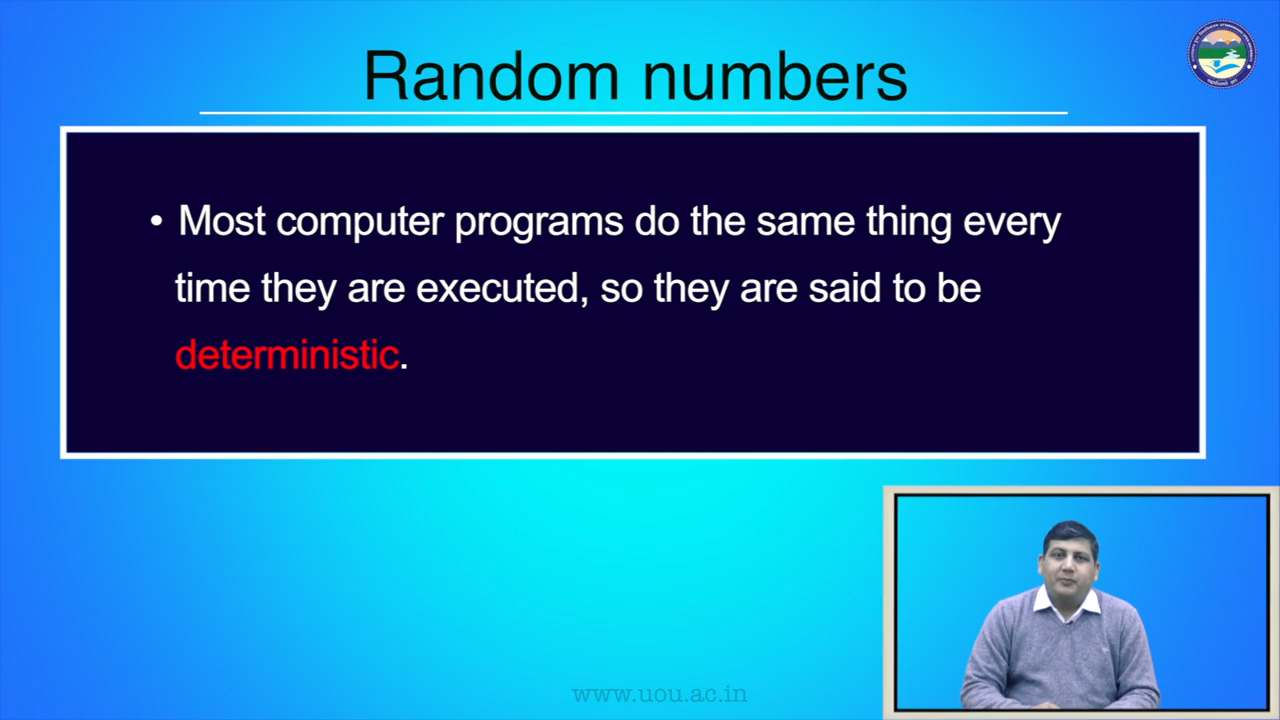 Random numbers
• Most computer programs do the same thing every
time they are executed, so they are said to be
deterministic.
www.uou.ac.in